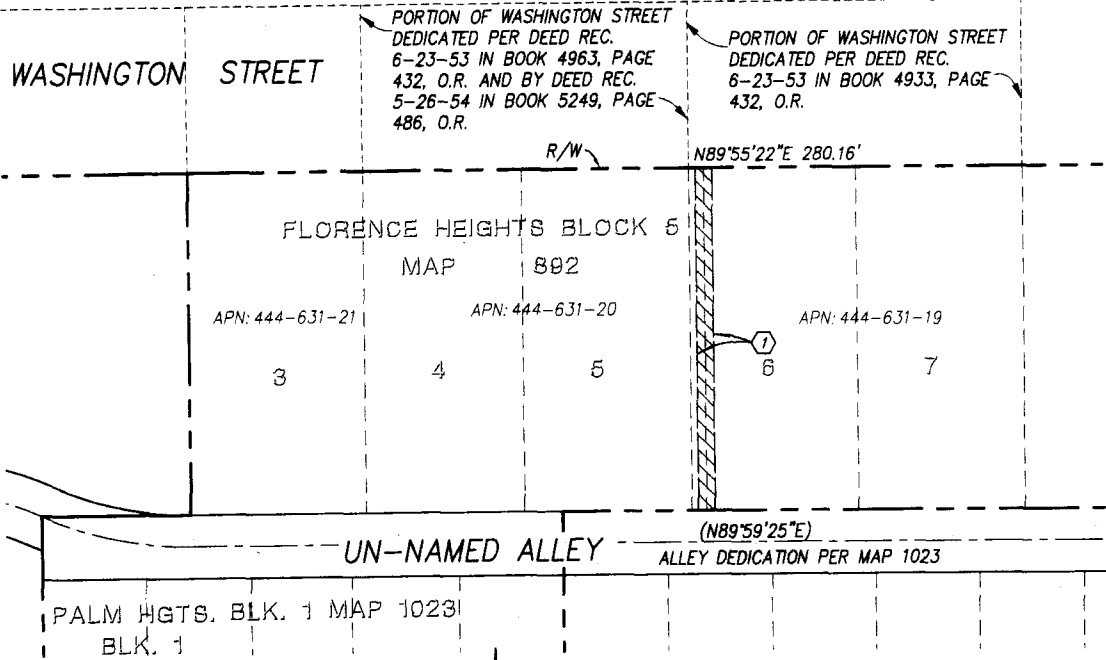 PORTION OF WASHINGTON STREET
DEDICATED PER DEED REC.
6-23-53 IN BOOK 4963, PAGE
432, O.R. AND BY DEED REC.
5-26-54 IN BOOK 5249, PAGE
486, O.R.
PORTION OF WASHINGTON STREET
DEDICATED PER DEED REC.
6-23-53 IN BOOK 4933, PAGE
432, O.R.
WASHINGTON STREET
R/W
N89°55'22"E 280.16'
FLORENCE HEIGHTS BLOCK 5
MAP 892
APN: 444-631-21
APN: 444-631-20
APN: 444-631-19
1
3
4
5
6
7
(N89°59'25"E)
UN-NAMED ALLEY
ALLEY DEDICATION PER MAP 1023
PALM HGTS. BLK. 1 MAP 1023
BLK. 1